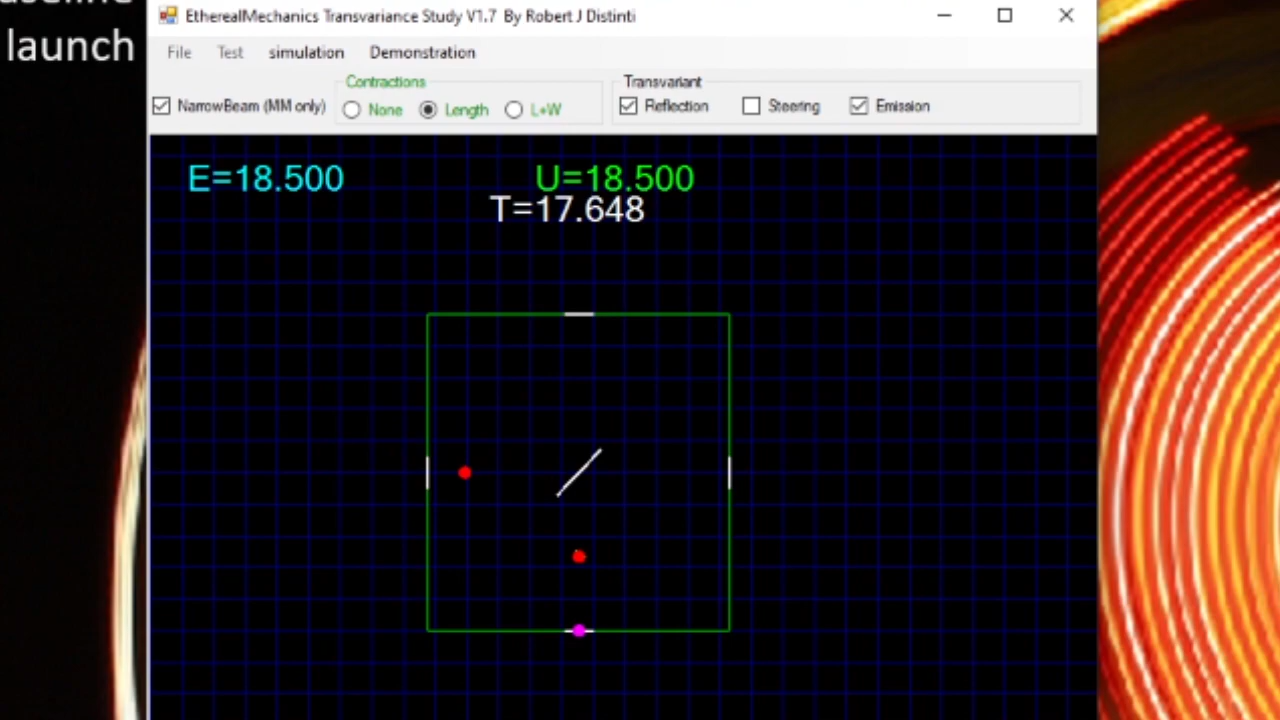 launch
EtherealMechanics Transvariance Study V1.7 By Robert J Distinti
File Test simulation Demonstration
Contractions
Transvariant
NarrowBeam (MM only)
None Length L+W
Reflection Steering Emission
E=18.500
U=18.500
T=17.648